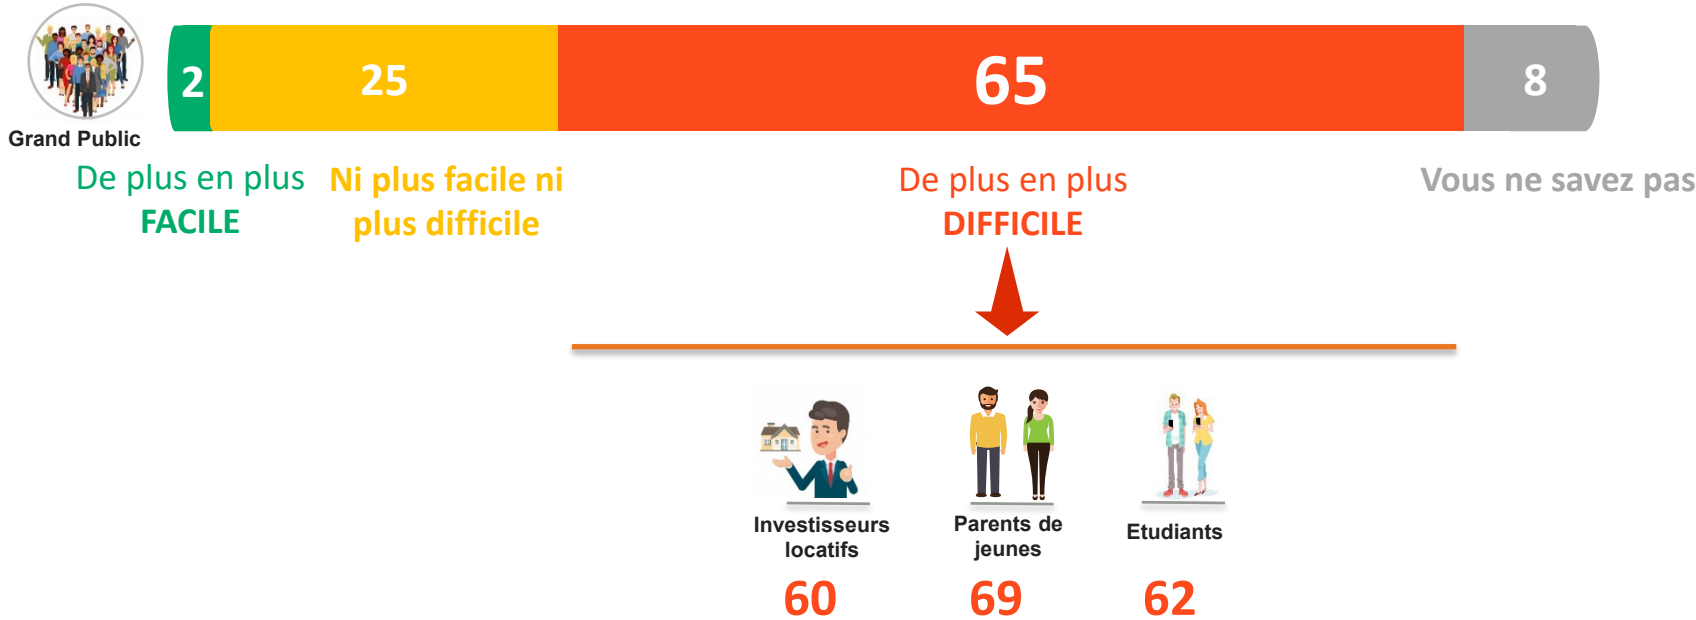 2
25
65
8
Grand Public
De plus en plus
FACILE
Ni plus facile ni
plus difficile
De plus en plus
DIFFICILE
Vous ne savez pas
Investisseurs
locatifs
60
Parents de
jeunes
69
Etudiants
62